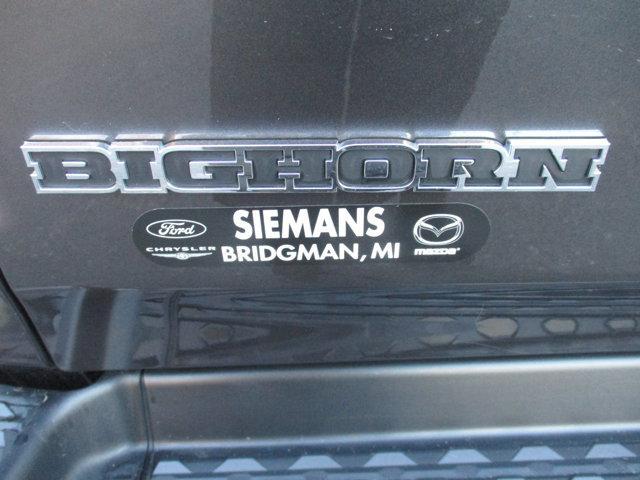 BIGHORN
Ford
SIEMANS
CHRYSLER
BRIDGMAN, MI
mazda